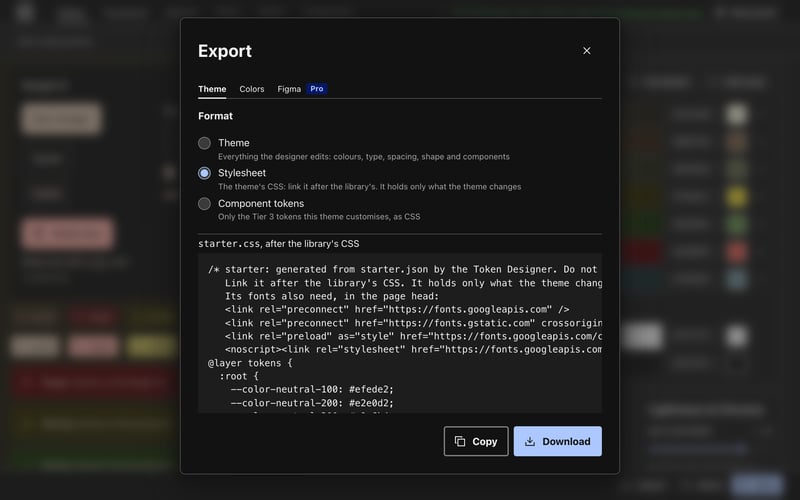 Export
Theme Colors Figma Pro
Format
Theme
Everything the designer edits: colours, type, spacing, shape and components
Stylesheet
The theme's CSS: link it after the library's. It holds only what the theme changes
Component tokens
Only the Tier 3 tokens this theme customises, as CSS
starter.css, after the library's CSS
/* starter: generated from starter.json by the Token Designer. Do not
Link it after the library's CSS. It holds only what the theme chang
Its fonts also need, in the page head:
<link rel="preconnect" href="https://fonts.googleapis.com" />
<link rel="preconnect" href="https://fonts.gstatic.com" crossorigin
<link rel="preload" as="style" href="https://fonts.googleapis.com/c
<noscript><link rel="stylesheet" href="https://fonts.googleapis.com
@layer tokens {
:root {
--color-neutral-100: #efede2;
--color-neutral-200: #e2e0d2;
Copy Download